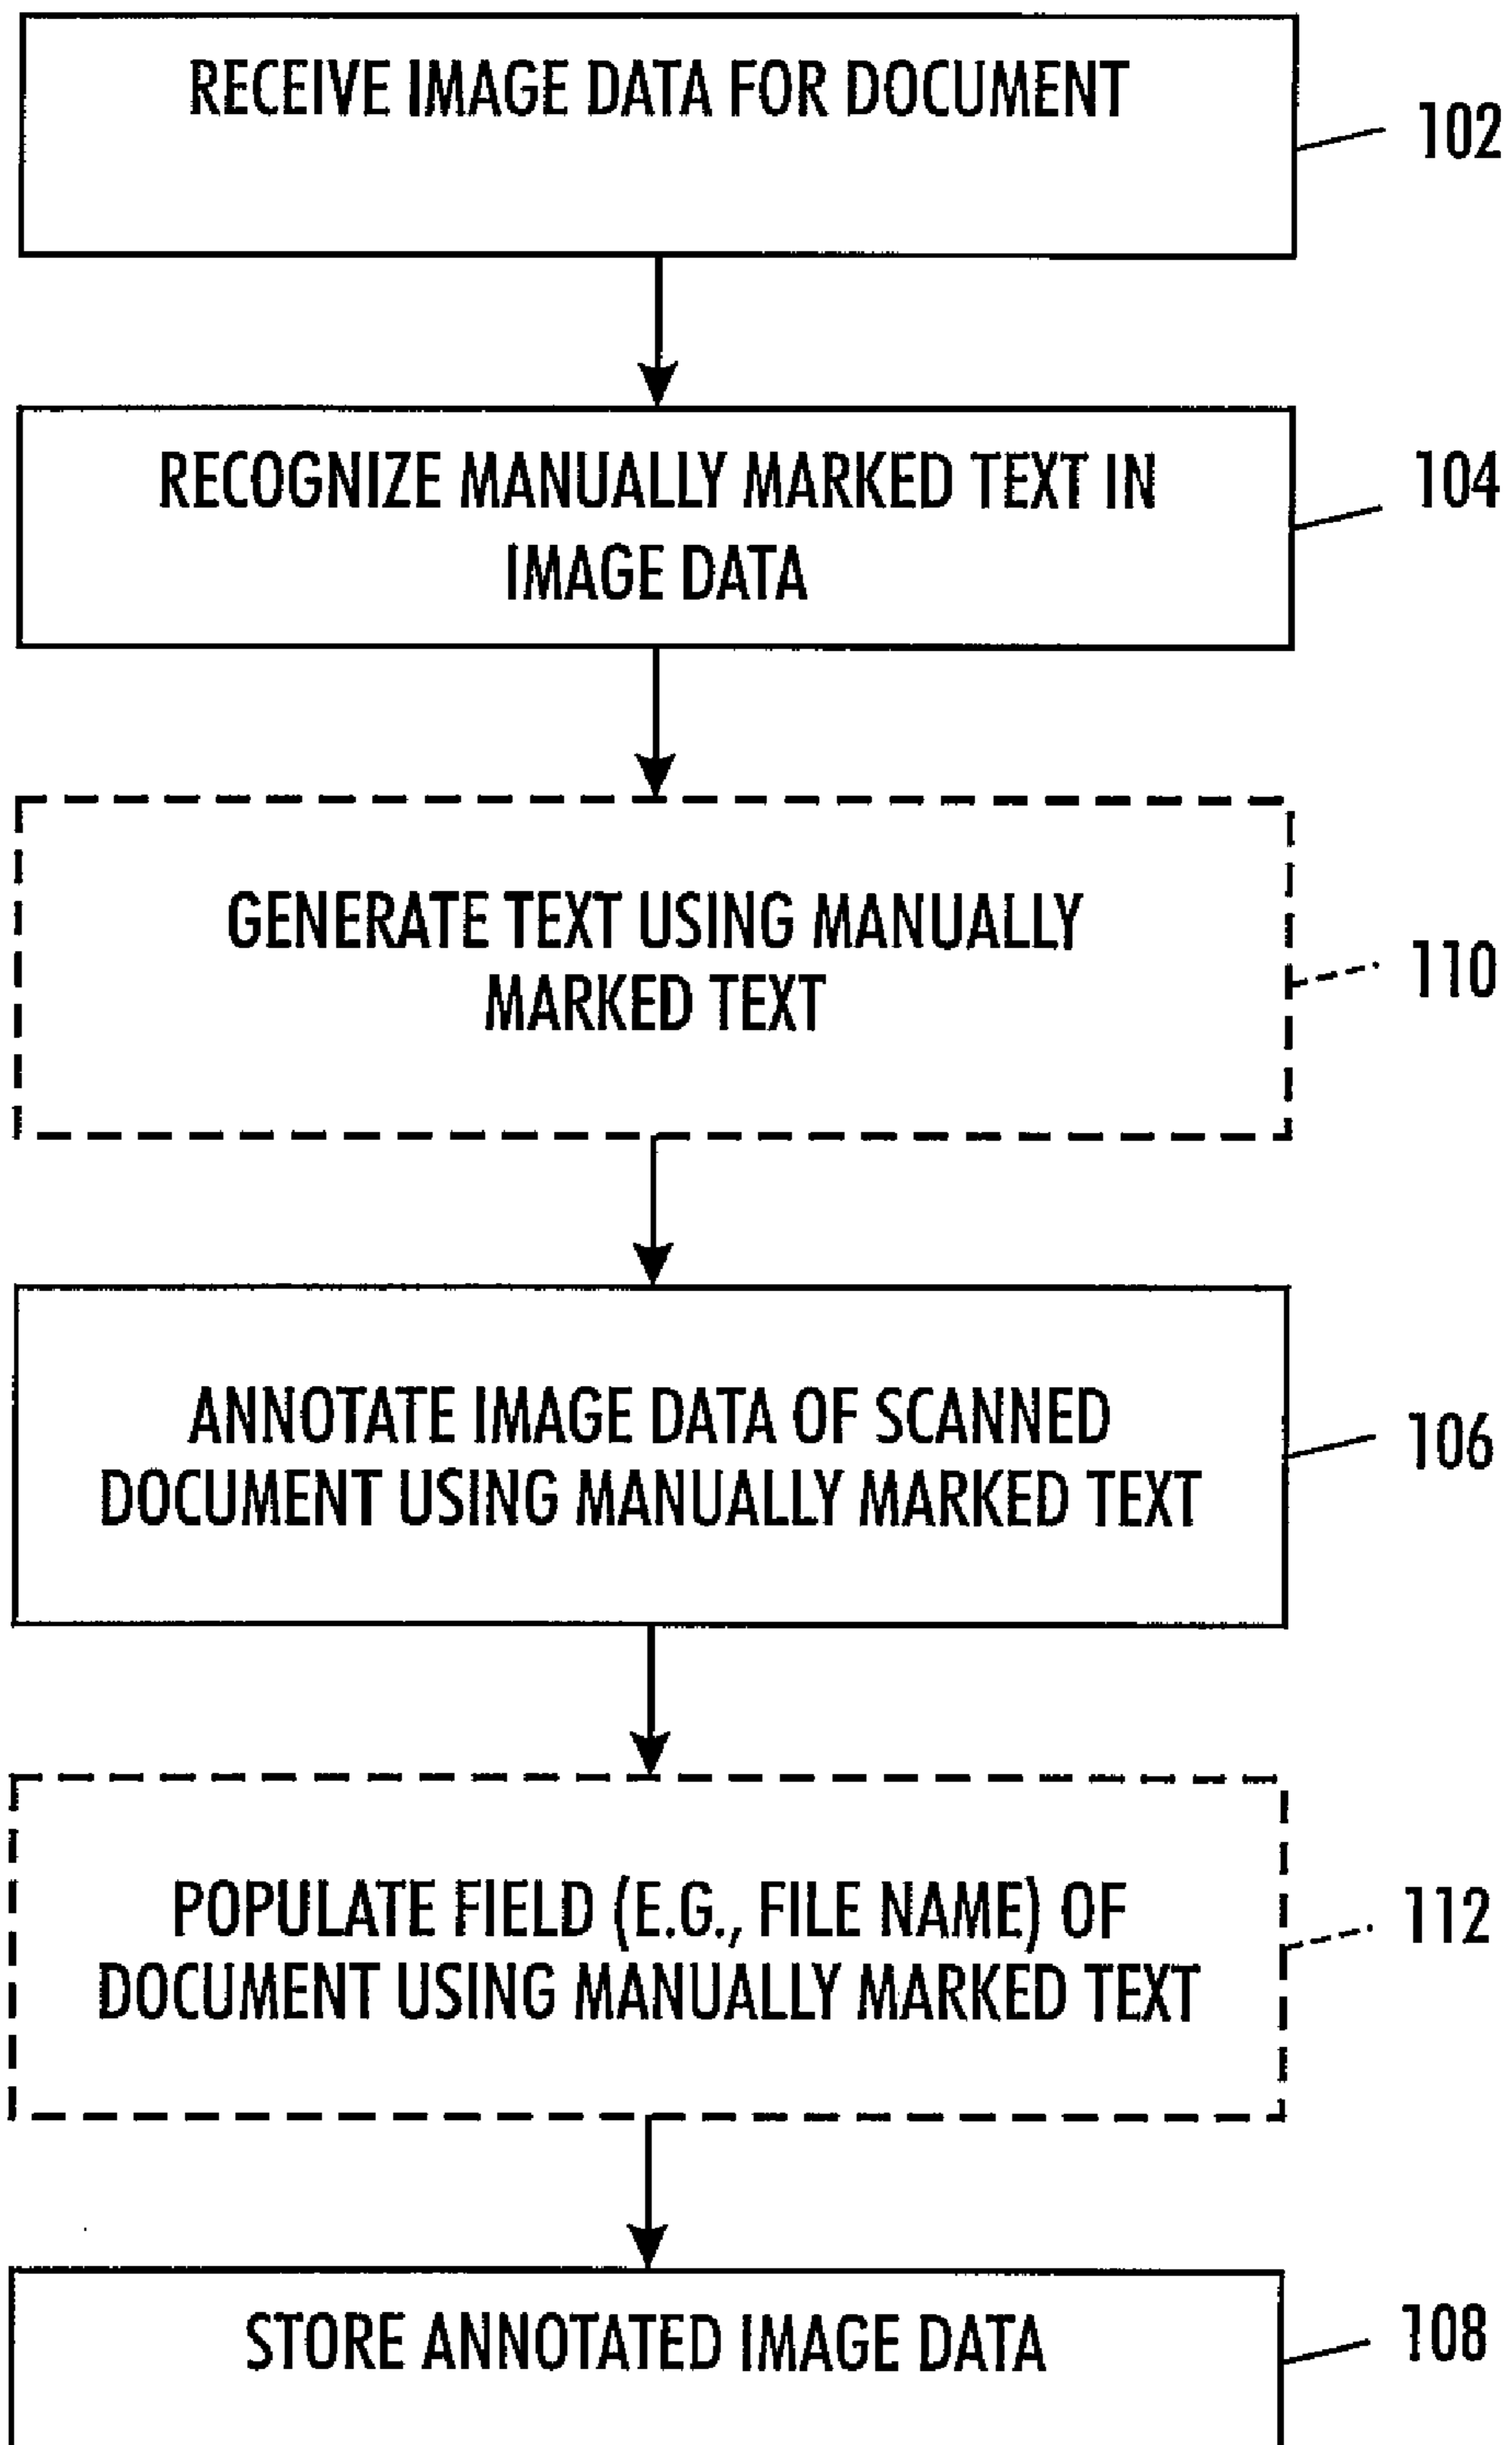 RECEIVE IMAGE DATA FOR DOCUMENT
102
RECOGNIZE MANUALLY MARKED TEXT IN
IMAGE DATA
104
GENERATE TEXT USING MANUALLY
MARKED TEXT
110
ANNOTATE IMAGE DATA OF SCANNED
DOCUMENT USING MANUALLY MARKED TEXT
106
POPULATE FIELD (E.G., FILE NAME) OF
DOCUMENT USING MANUALLY MARKED TEXT
112
STORE ANNOTATED IMAGE DATA
108